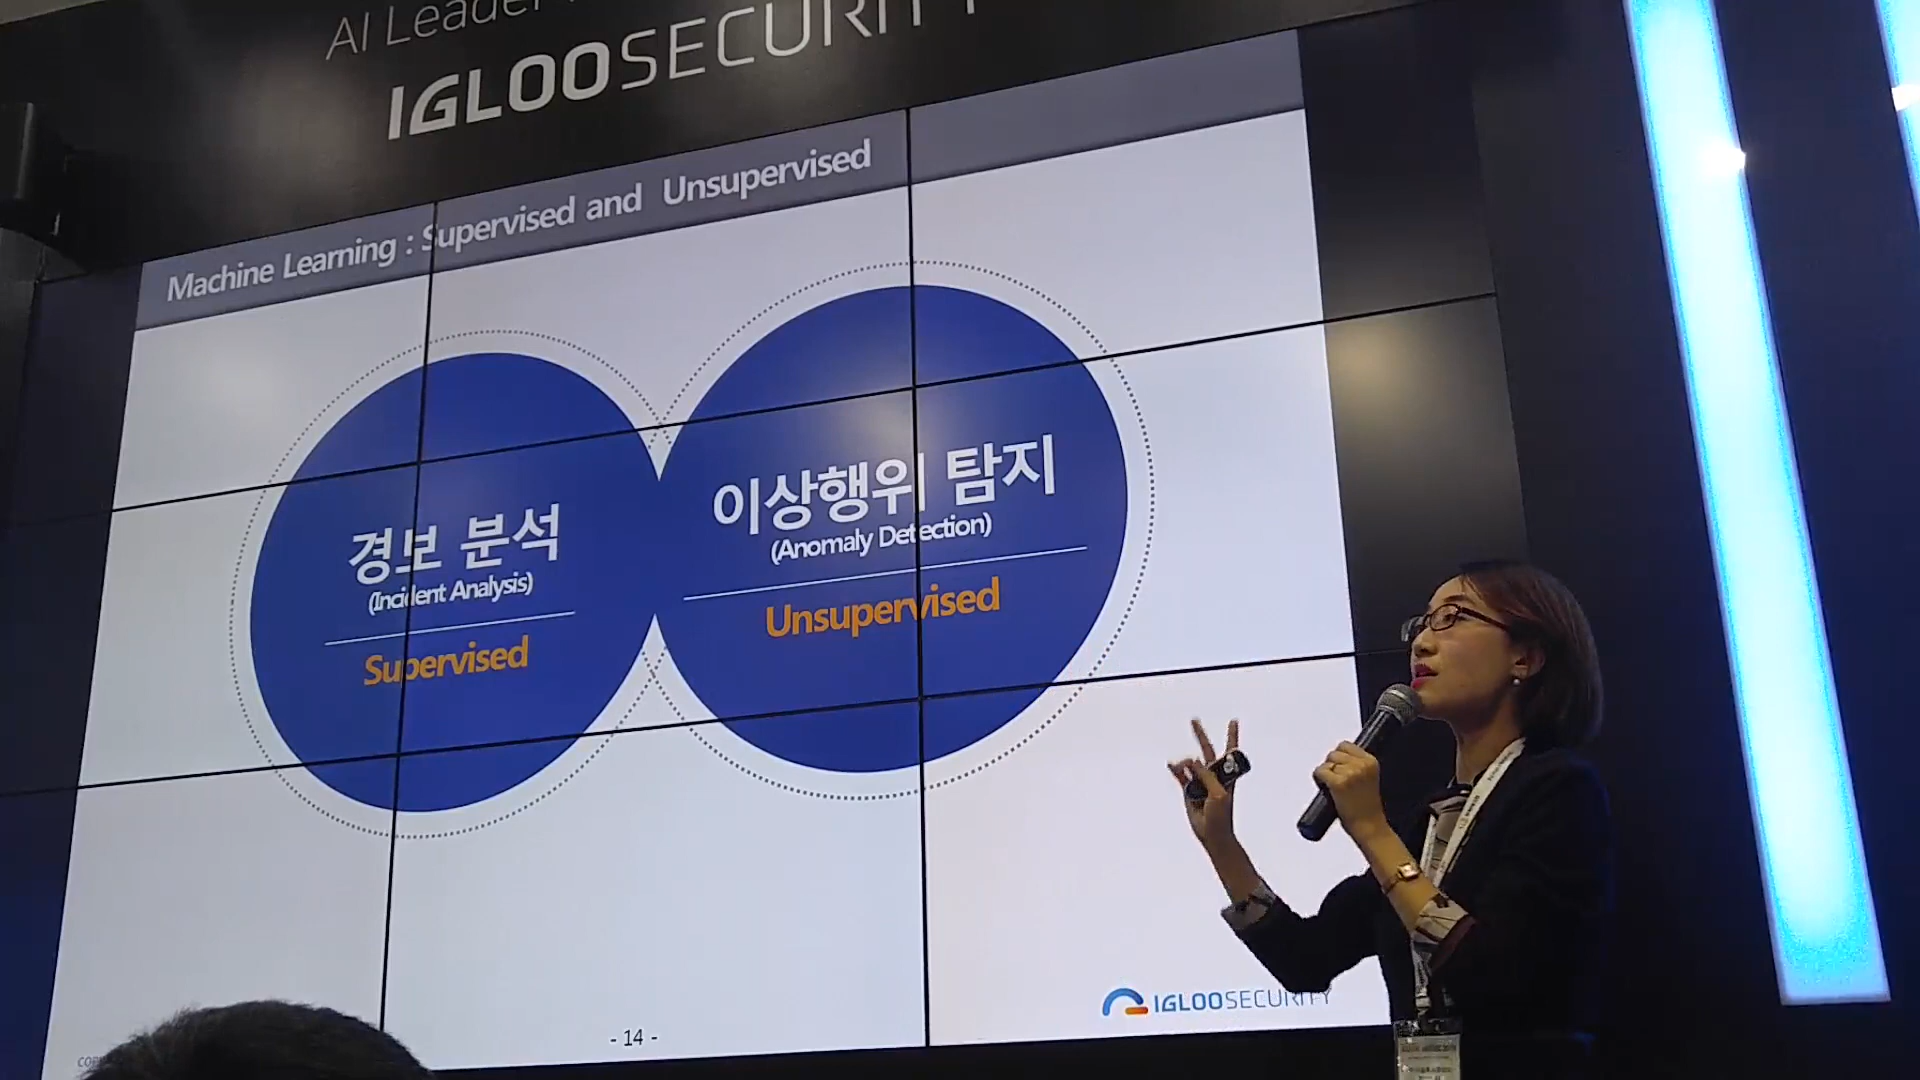 AI Leader
IGLOOSECURITY
Machine Learning : Supervised and Unsupervised
경보 분석
(Incident Analysis)
Supervised
이상행위 탐지
(Anomaly Detection)
Unsupervised
IGLOOSECURITY
- 14 -